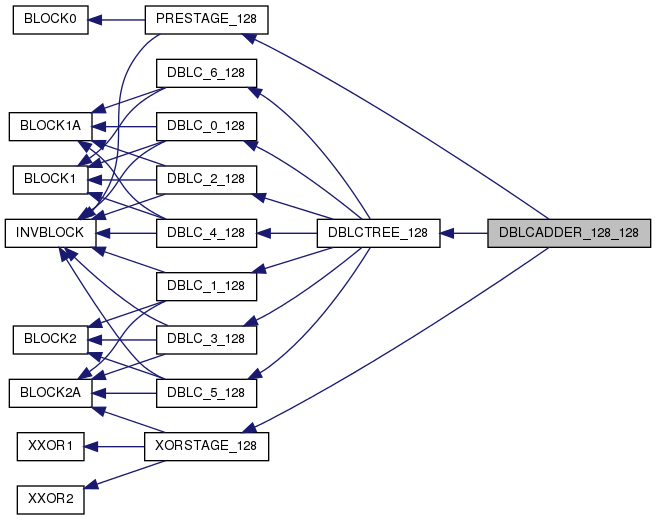 BLOCK0
PRESTAGE_128
DBLC_6_128
BLOCK1A
DBLC_0_128
BLOCK1
DBLC_2_128
INVBLOCK
DBLC_4_128
DBLCTREE_128
DBLCADDER_128_128
DBLC_1_128
BLOCK2
DBLC_3_128
BLOCK2A
DBLC_5_128
XXOR1
XORSTAGE_128
XXOR2